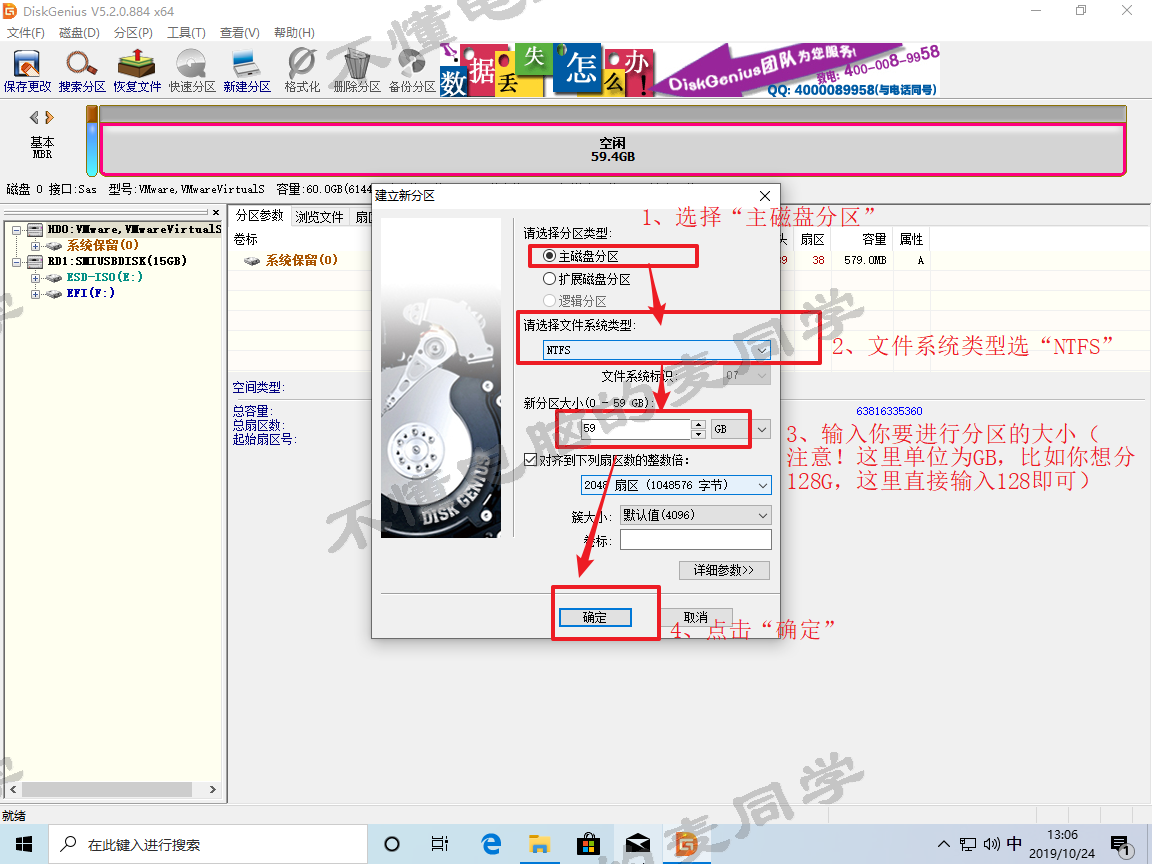 DiskGenius V5.2.0.884 x64
文件(F) 磁盘(D) 分区(P) 工具(T) 查看(V) 帮助(H)
保存更改 搜索分区 恢复文件 快速分区 新建分区 格式化 删除分区 备份分区
数据丢失怎么办!
DiskGenius团队为您服务!
致电: 400-008-9958
QQ: 4000089958(与电话同号)
基本
MBR
空闲
59.4GB
磁盘 0 接口:Sas 型号:VMware,VMwareVirtualS 容量:60.0GB(6144
HD0:VMware,VMwareVirtualS
系统保留(0)
RD1:SMIUSBDISK(15GB)
ESD-ISO(E:)
EFI(F:)
分区参数 浏览文件
卷标
系统保留(0)
头 扇区 容量 属性
38 579.0MB A
空间类型:
总容量:
总扇区数:
起始扇区号:
63816335360
建立新分区
请选择分区类型:
主磁盘分区
扩展磁盘分区
逻辑分区
请选择文件系统类型:
NTFS
文件系统标识: 07
新分区大小(0 - 59 GB):
59 GB
对齐到下列扇区数的整数倍:
2048 扇区 (1048576 字节)
簇大小: 默认值(4096)
卷标:
详细参数>>
确定 取消
DISK GENIUS
1、选择“主磁盘分区”
2、文件系统类型选“NTFS”
3、输入你要进行分区的大小（
注意！这里单位为GB，比如你想分
128G，这里直接输入128即可）
4、点击“确定”
不懂电
不懂电脑的麦同学
麦同学
学
学
就绪
在此键入进行搜索
中
13:06
2019/10/24
1